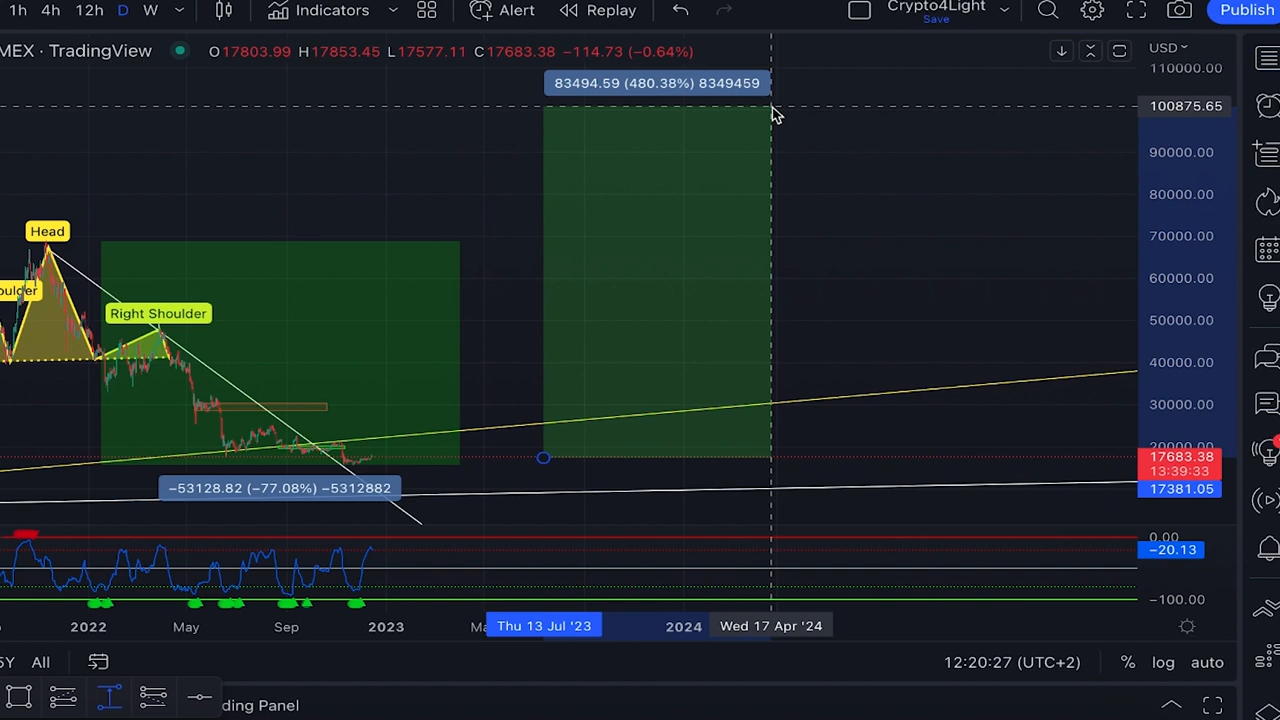 1h 4h 12h D W Indicators Alert Replay Crypto4Light Save Publish
MEX · TradingView O17803.99 H17853.45 L17577.11 C17683.38 −114.73 (−0.64%) USD
110000.00
83494.59 (480.38%) 8349459
100875.65
90000.00
80000.00
70000.00
Head
60000.00
oulder
Right Shoulder
50000.00
40000.00
30000.00
20000.00
17683.38
13:39:33
17381.05
−53128.82 (−77.08%) −5312882
0.00
−20.13
−100.00
2022 May Sep 2023 Ma Thu 13 Jul '23 2024 Wed 17 Apr '24
5Y All 12:20:27 (UTC+2) % log auto
ding Panel